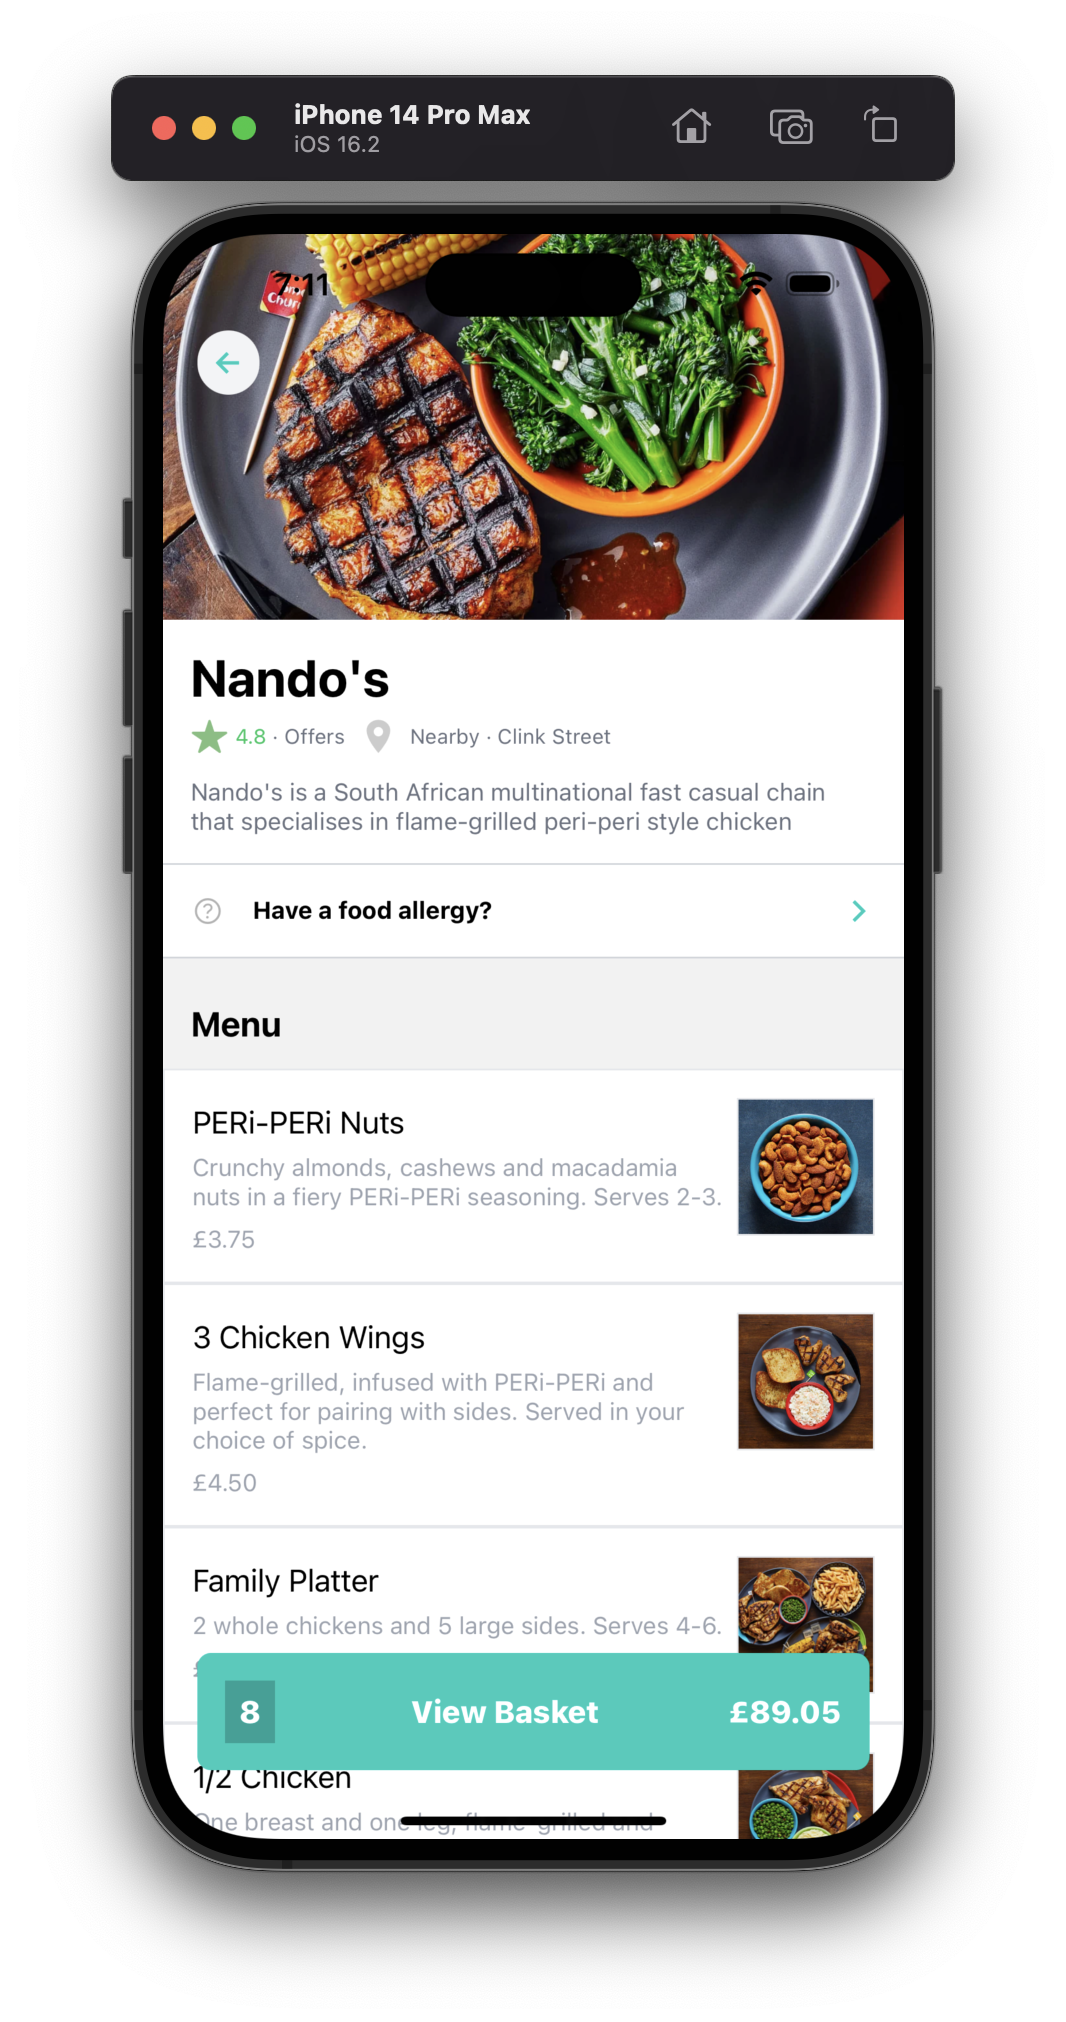 iPhone 14 Pro Max
iOS 16.2
7:11
Nando's
4.8 · Offers Nearby · Clink Street
Nando's is a South African multinational fast casual chain
that specialises in flame-grilled peri-peri style chicken
Have a food allergy?
Menu
PERi-PERi Nuts
Crunchy almonds, cashews and macadamia
nuts in a fiery PERi-PERi seasoning. Serves 2-3.
£3.75
3 Chicken Wings
Flame-grilled, infused with PERi-PERi and
perfect for pairing with sides. Served in your
choice of spice.
£4.50
Family Platter
2 whole chickens and 5 large sides. Serves 4-6.
8 View Basket £89.05
1/2 Chicken
One breast and one leg, flame-grilled and